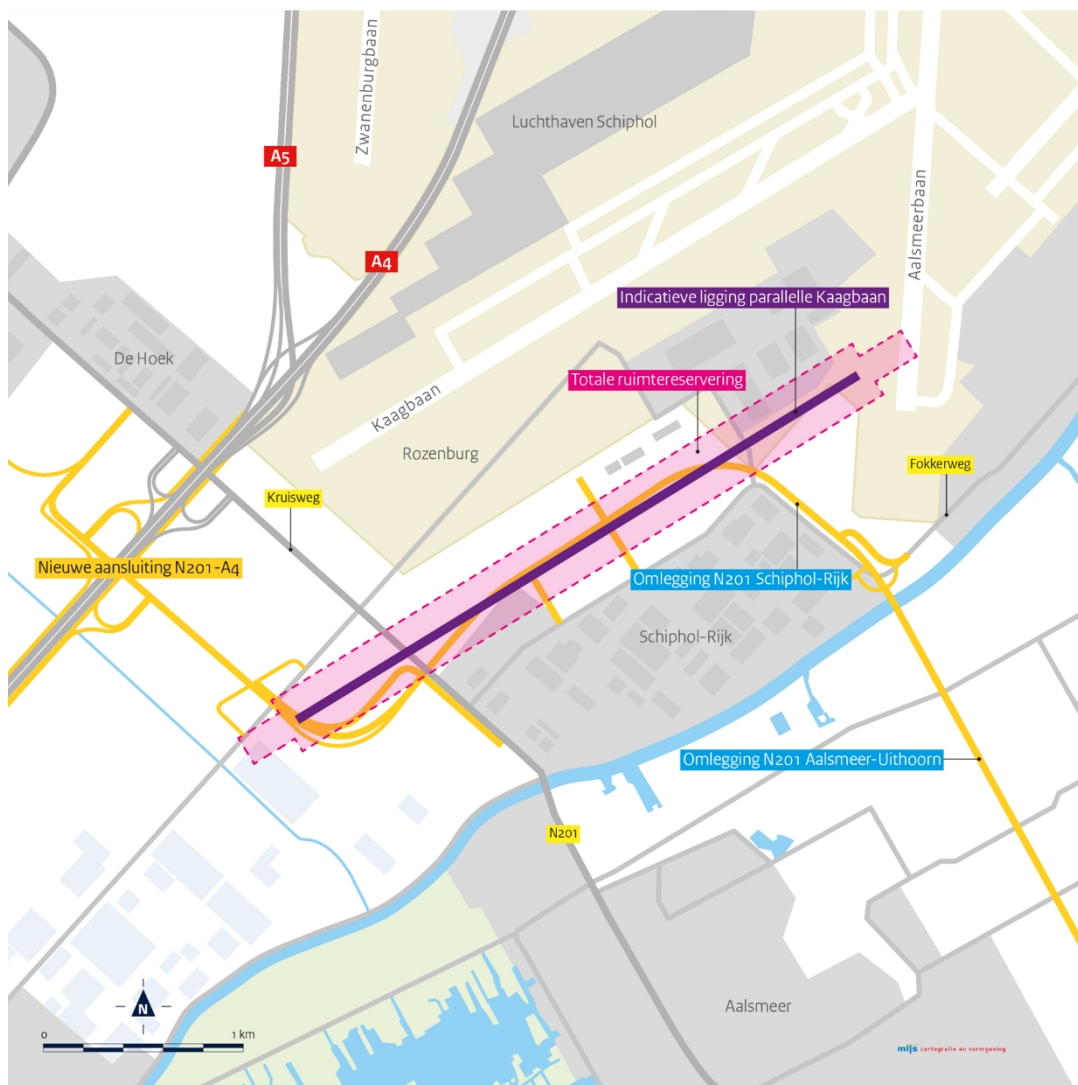 Zwanenburgbaan
Luchthaven Schiphol
A5
Aalsmeerbaan
A4
Indicatieve ligging parallelle Kaagbaan
De Hoek
Totale ruimtereservering
Kaagbaan
Rozenburg
Fokkerweg
Kruisweg
Nieuwe aansluiting N201-A4
Omlegging N201 Schiphol-Rijk
Schiphol-Rijk
Omlegging N201 Aalsmeer-Uithoorn
N201
N
Aalsmeer
0 1 km
mijs cartografie en vormgeving